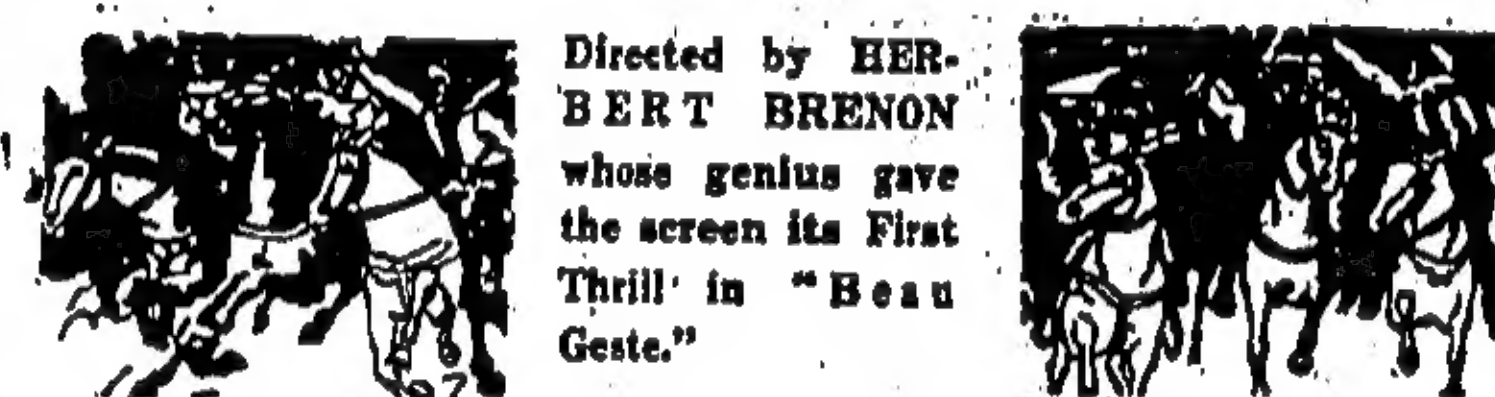 Directed by HER-
BERT BRENON
whose genius gave
the screen its First
Thrill in "Beau
Geste."